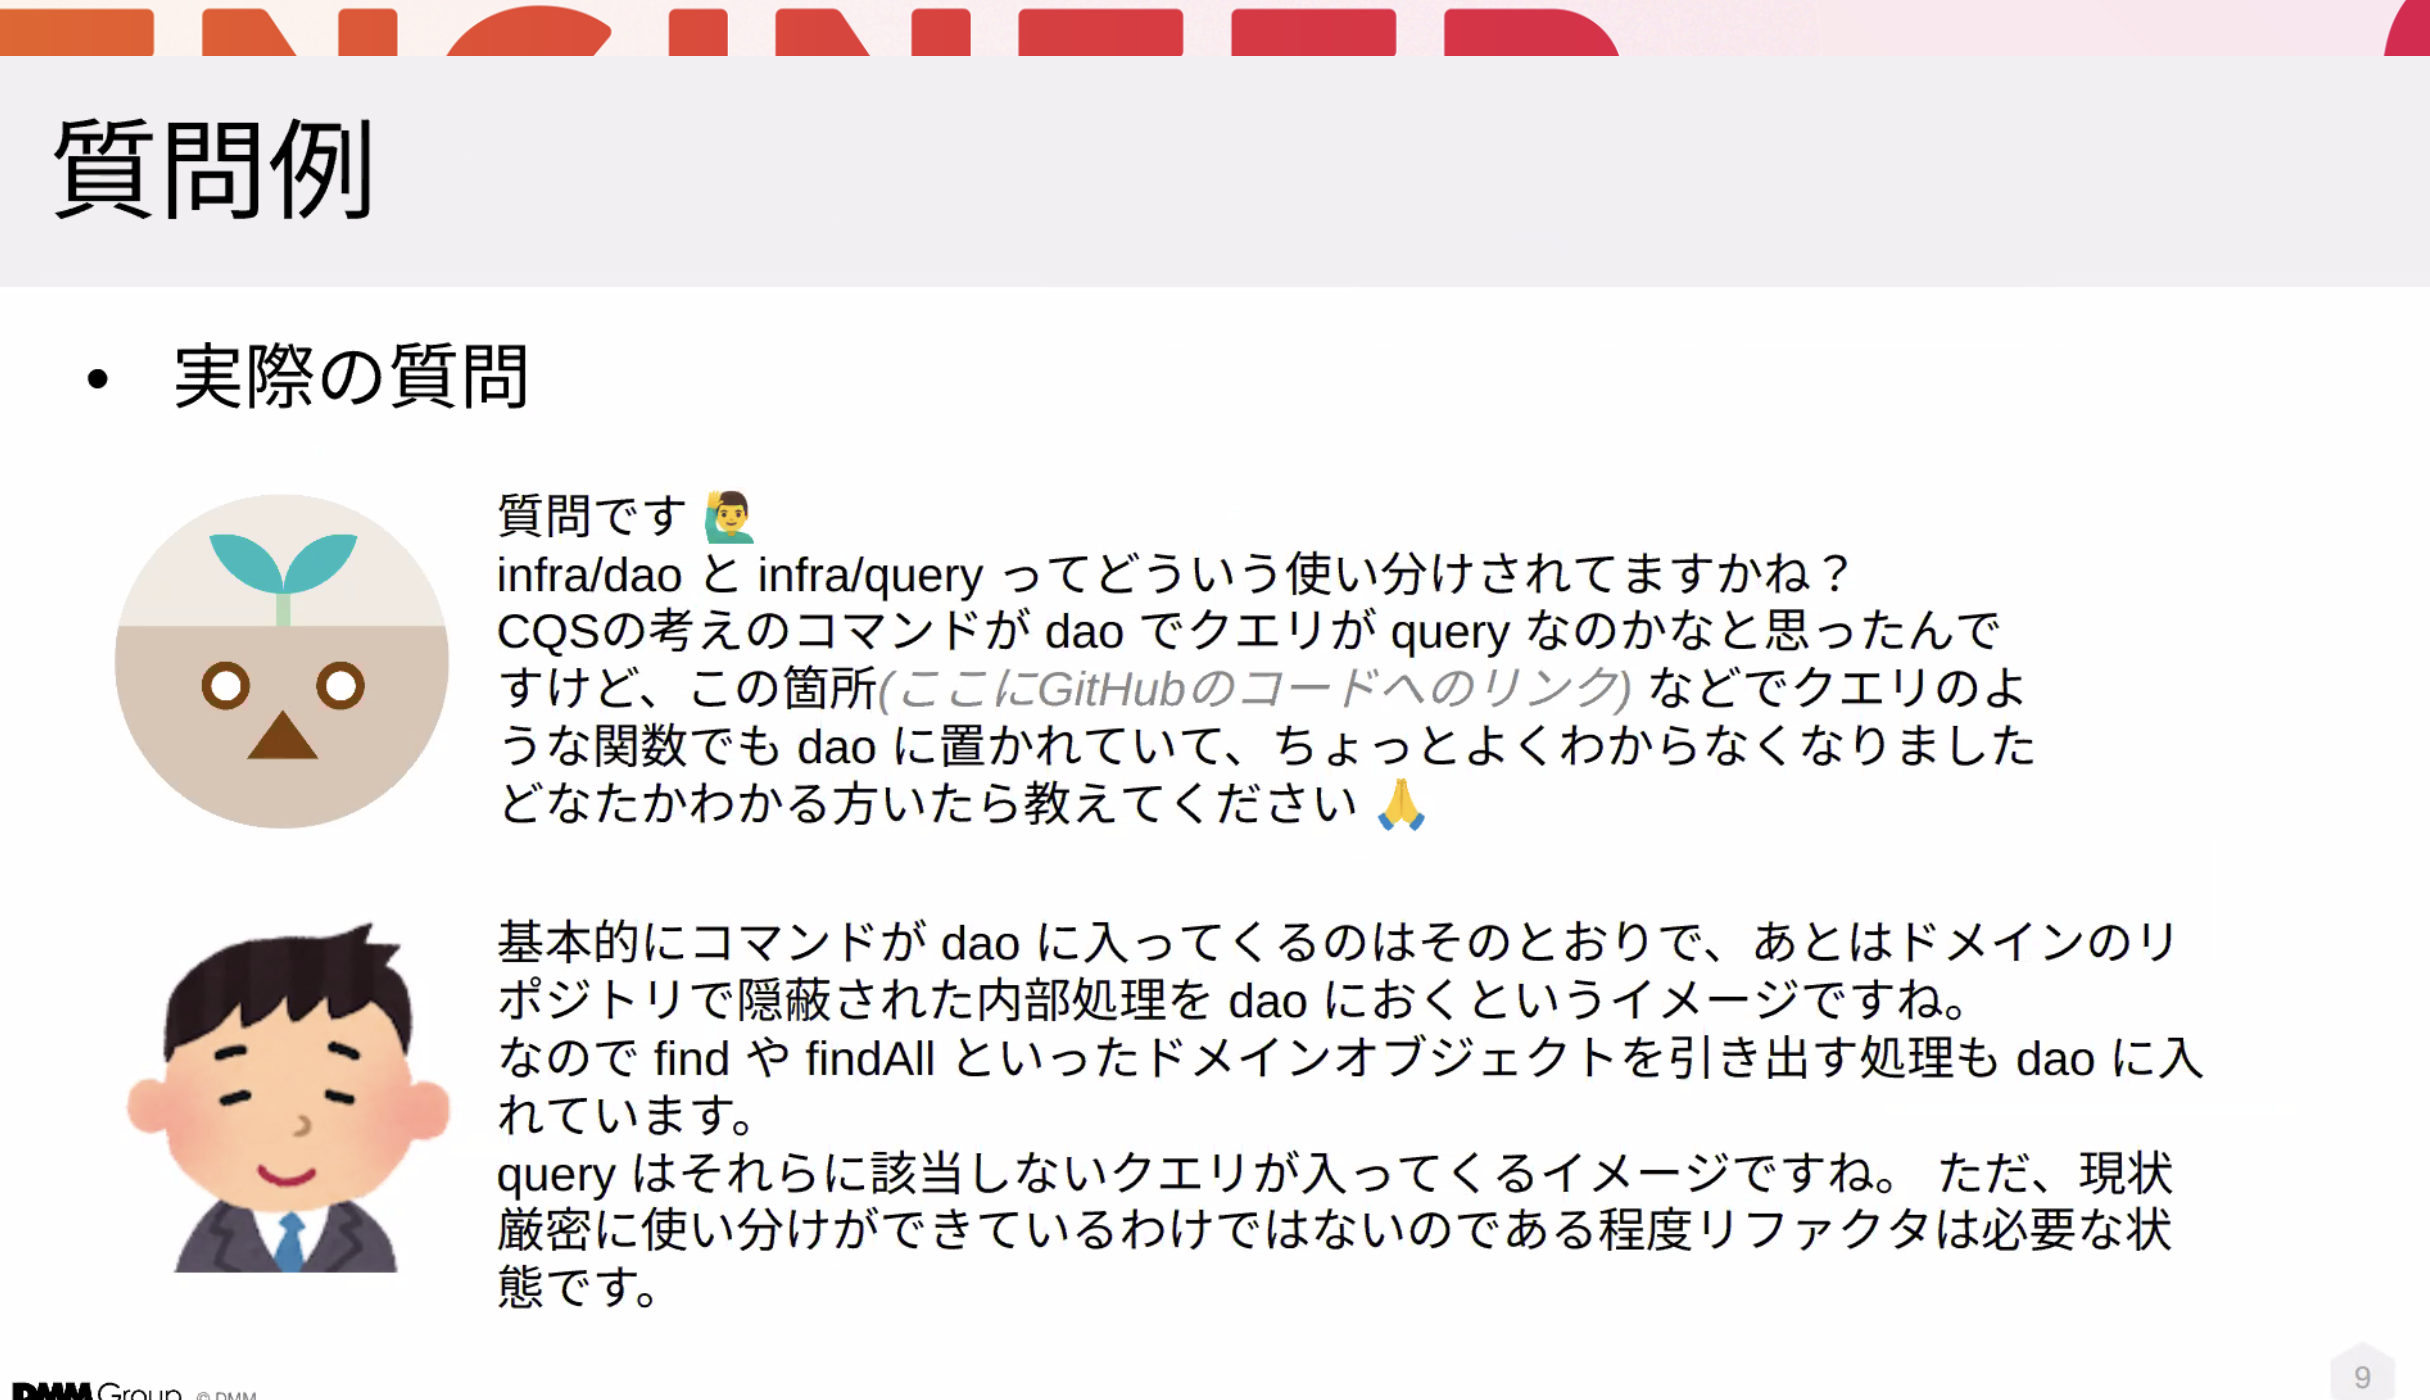 質問例
• 実際の質問
質問です 🙋‍♂️
infra/dao と infra/query ってどういう使い分けされてますかね？
CQSの考えのコマンドが dao でクエリが query なのかなと思ったんで
すけど、この箇所(ここにGitHubのコードへのリンク) などでクエリのよ
うな関数でも dao に置かれていて、ちょっとよくわからなくなりました
どなたかわかる方いたら教えてください 🙏
基本的にコマンドが dao に入ってくるのはそのとおりで、あとはドメインのリ
ポジトリで隠蔽された内部処理を dao におくというイメージですね。
なので find や findAll といったドメインオブジェクトを引き出す処理も dao に入
れています。
query はそれらに該当しないクエリが入ってくるイメージですね。 ただ、現状
厳密に使い分けができているわけではないのである程度リファクタは必要な状
態です。
DMM Group © DMM
9